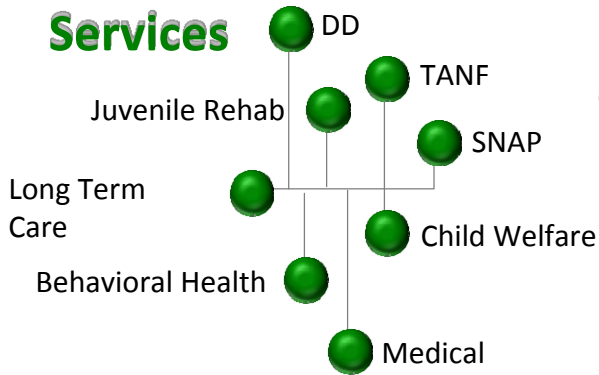 Services
DD
TANF
Juvenile Rehab
SNAP
Long Term
Care
Child Welfare
Behavioral Health
Medical